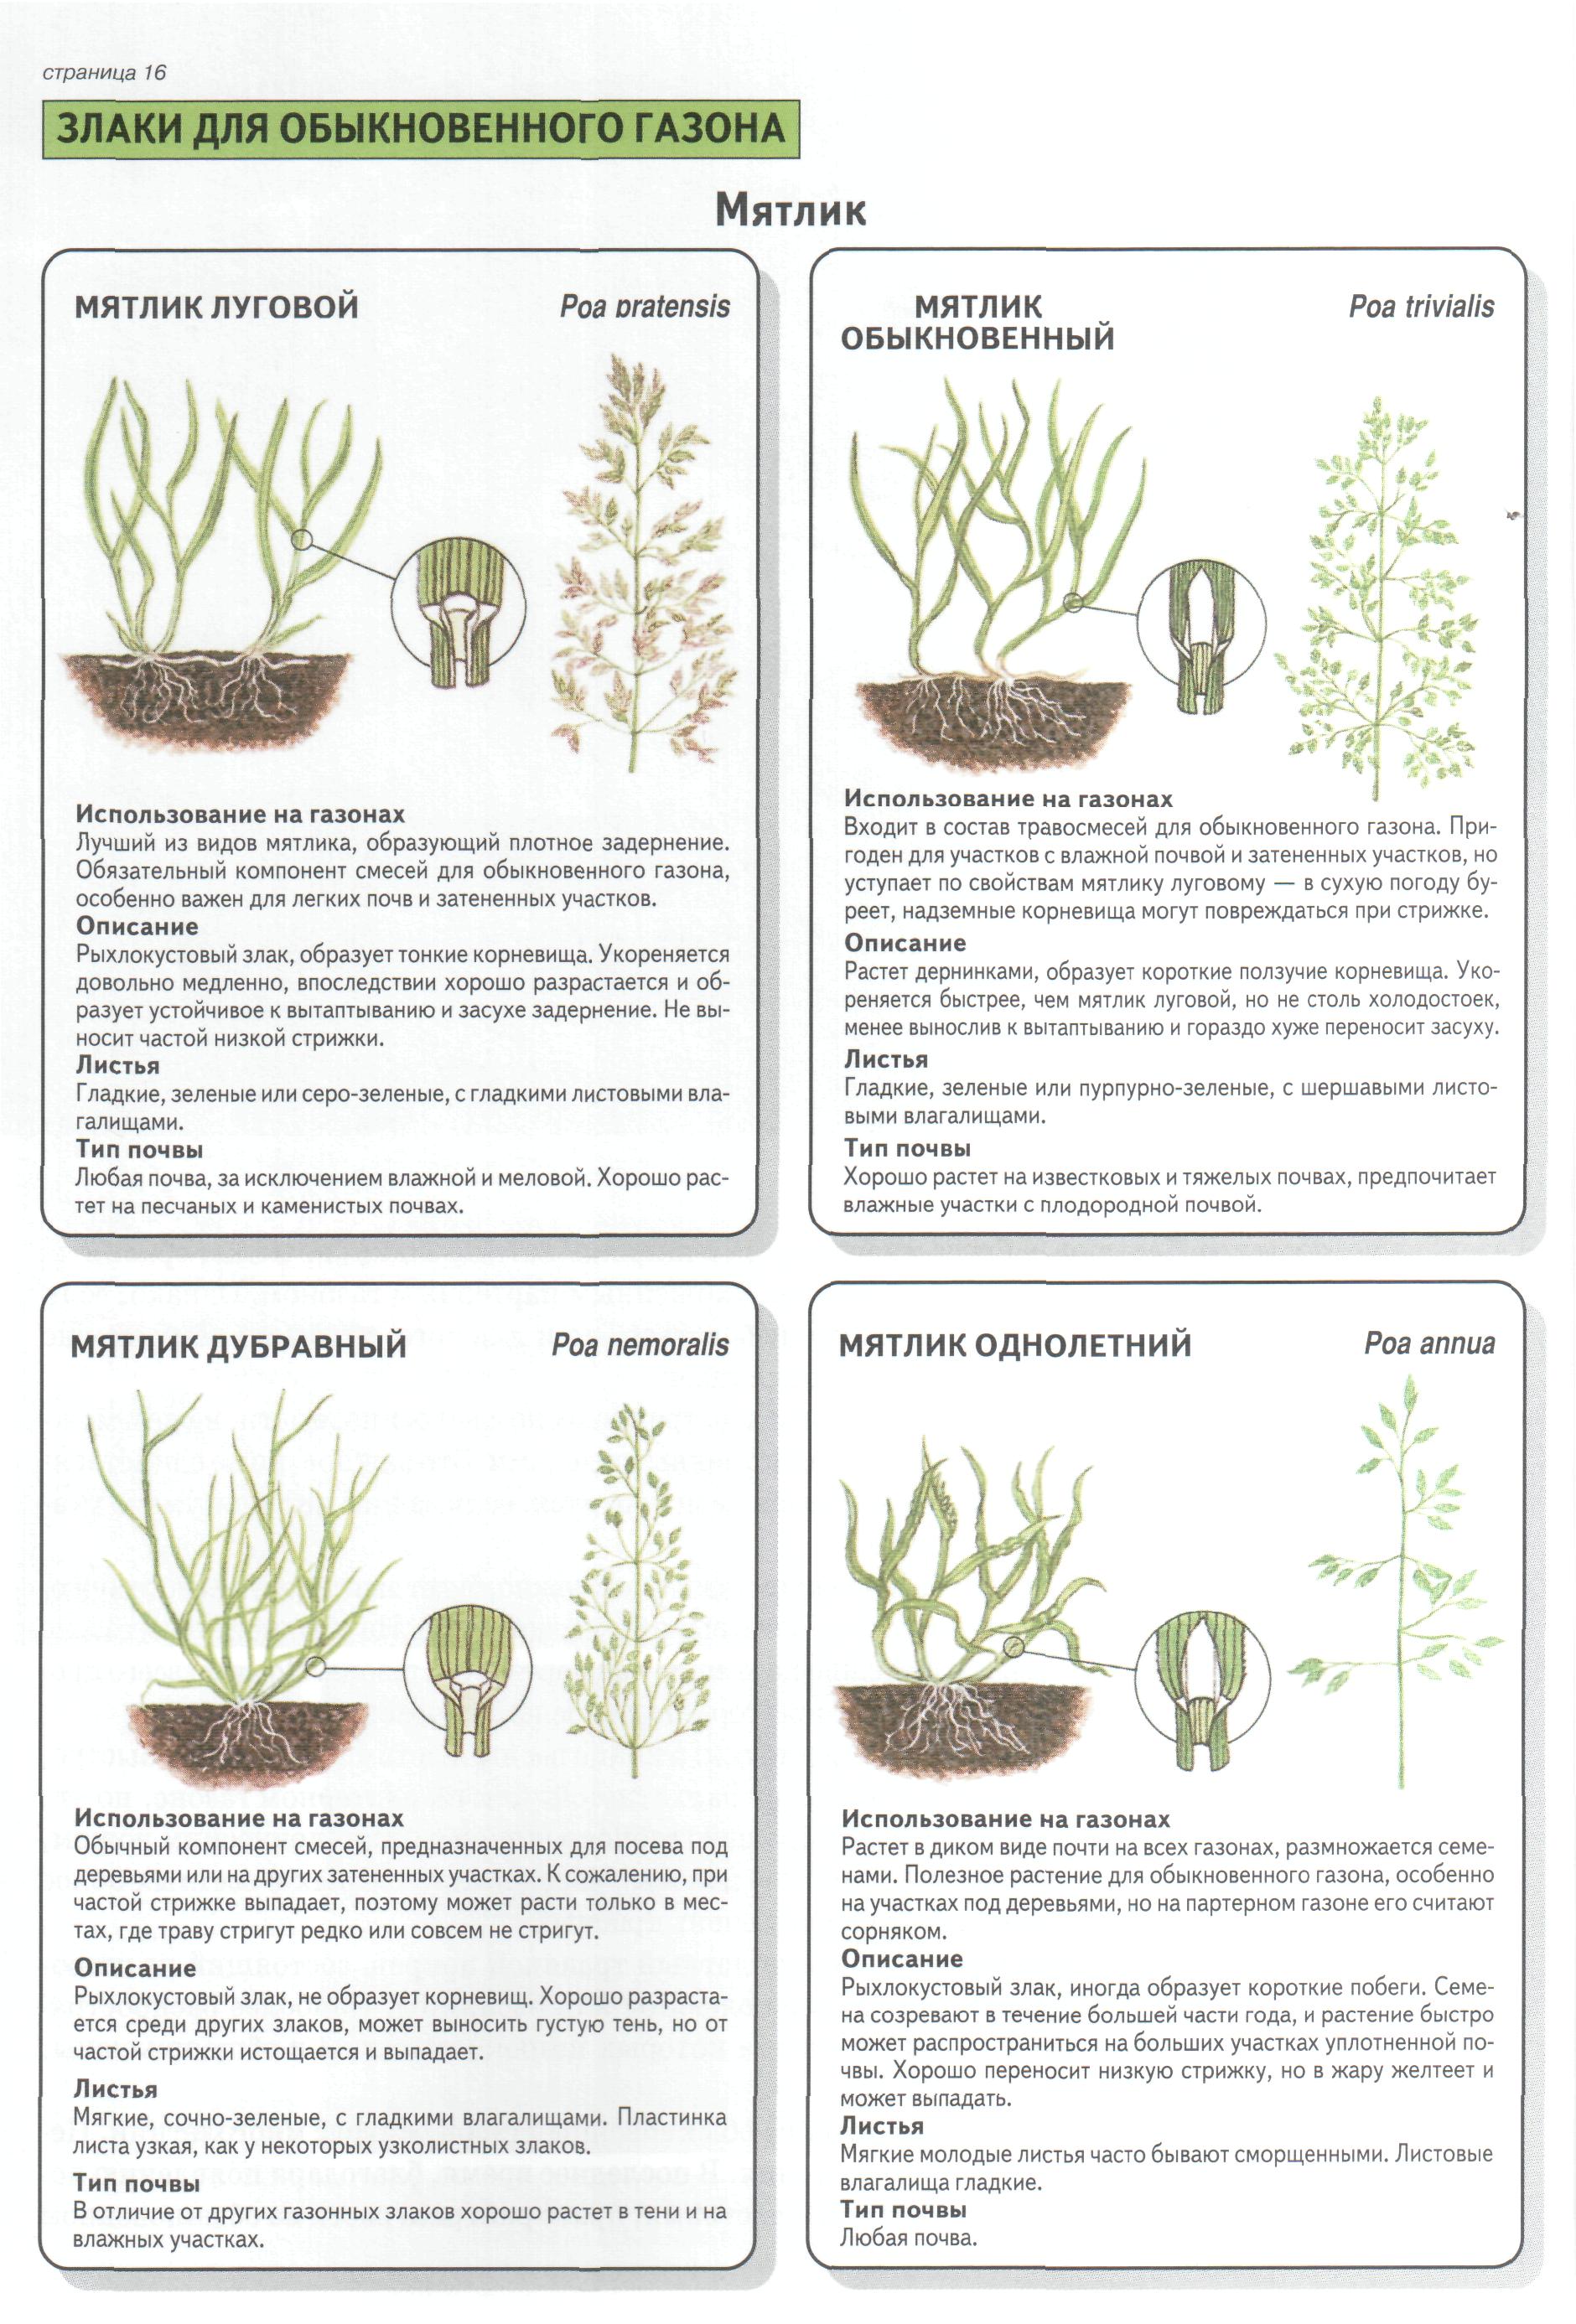 страница 16
ЗЛАКИ ДЛЯ ОБЫКНОВЕННОГО ГАЗОНА
Мятлик
МЯТЛИК ЛУГОВОЙ
Poa pratensis
Использование на газонах
Лучший из видов мятлика, образующий плотное задернение.
Обязательный компонент смесей для обыкновенного газона,
особенно важен для легких почв и затененных участков.
Описание
Рыхлокустовый злак, образует тонкие корневища. Укореняется
довольно медленно, впоследствии хорошо разрастается и об-
разует устойчивое к вытаптыванию и засухе задернение. Не вы-
носит частой низкой стрижки.
Листья
Гладкие, зеленые или серо-зеленые, с гладкими листовыми вла-
галищами.
Тип почвы
Любая почва, за исключением влажной и меловой. Хорошо рас-
тет на песчаных и каменистых почвах.
МЯТЛИК
ОБЫКНОВЕННЫЙ
Poa trivialis
Использование на газонах
Входит в состав травосмесей для обыкновенного газона. При-
годен для участков с влажной почвой и затененных участков, но
уступает по свойствам мятлику луговому — в сухую погоду бу-
реет, надземные корневища могут повреждаться при стрижке.
Описание
Растет дернинками, образует короткие ползучие корневища. Уко-
реняется быстрее, чем мятлик луговой, но не столь холодостоек,
менее вынослив к вытаптыванию и гораздо хуже переносит засуху.
Листья
Гладкие, зеленые или пурпурно-зеленые, с шершавыми листо-
выми влагалищами.
Тип почвы
Хорошо растет на известковых и тяжелых почвах, предпочитает
влажные участки с плодородной почвой.
МЯТЛИК ДУБРАВНЫЙ
Poa nemoralis
Использование на газонах
Обычный компонент смесей, предназначенных для посева под
деревьями или на других затененных участках. К сожалению, при
частой стрижке выпадает, поэтому может расти только в мес-
тах, где траву стригут редко или совсем не стригут.
Описание
Рыхлокустовый злак, не образует корневищ. Хорошо разраста-
ется среди других злаков, может выносить густую тень, но от
частой стрижки истощается и выпадает.
Листья
Мягкие, сочно-зеленые, с гладкими влагалищами. Пластинка
листа узкая, как у некоторых узколистных злаков.
Тип почвы
В отличие от других газонных злаков хорошо растет в тени и на
влажных участках.
МЯТЛИК ОДНОЛЕТНИЙ
Poa annua
Использование на газонах
Растет в диком виде почти на всех газонах, размножается семе-
нами. Полезное растение для обыкновенного газона, особенно
на участках под деревьями, но на партерном газоне его считают
сорняком.
Описание
Рыхлокустовый злак, иногда образует короткие побеги. Семе-
на созревают в течение большей части года, и растение быстро
может распространиться на больших участках уплотненной по-
чвы. Хорошо переносит низкую стрижку, но в жару желтеет и
может выпадать.
Листья
Мягкие молодые листья часто бывают сморщенными. Листовые
влагалища гладкие.
Тип почвы
Любая почва.